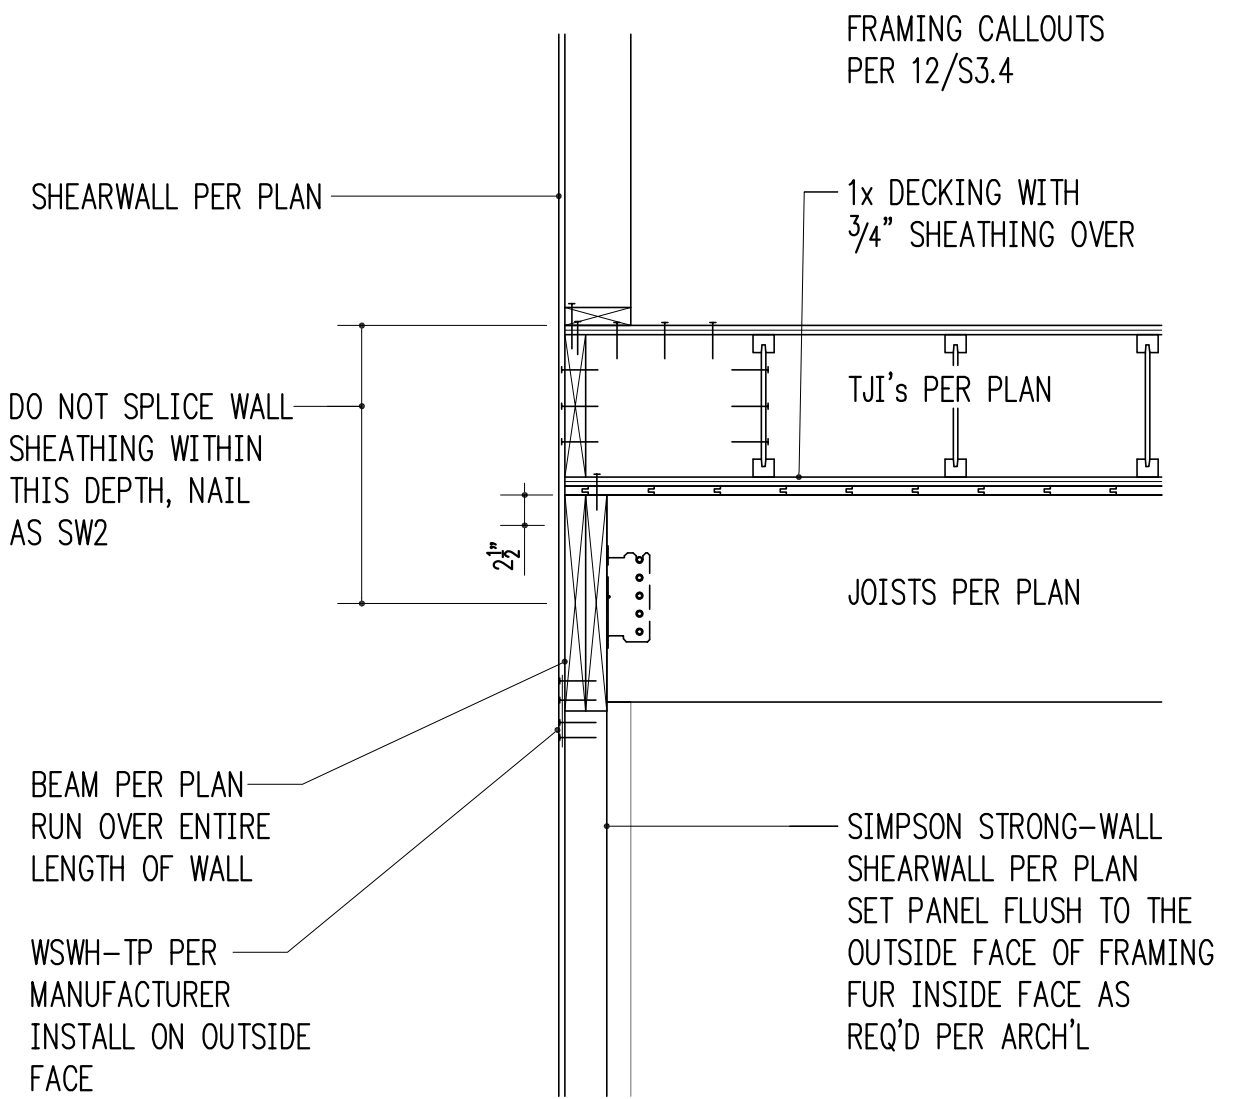 FRAMING CALLOUTS
PER 12/S3.4
SHEARWALL PER PLAN
1x DECKING WITH
3/4" SHEATHING OVER
DO NOT SPLICE WALL
SHEATHING WITHIN
THIS DEPTH, NAIL
AS SW2
TJI's PER PLAN
2 1/2"
JOISTS PER PLAN
BEAM PER PLAN
RUN OVER ENTIRE
LENGTH OF WALL
WSWH-TP PER
MANUFACTURER
INSTALL ON OUTSIDE
FACE
SIMPSON STRONG-WALL
SHEARWALL PER PLAN
SET PANEL FLUSH TO THE
OUTSIDE FACE OF FRAMING
FUR INSIDE FACE AS
REQ'D PER ARCH'L